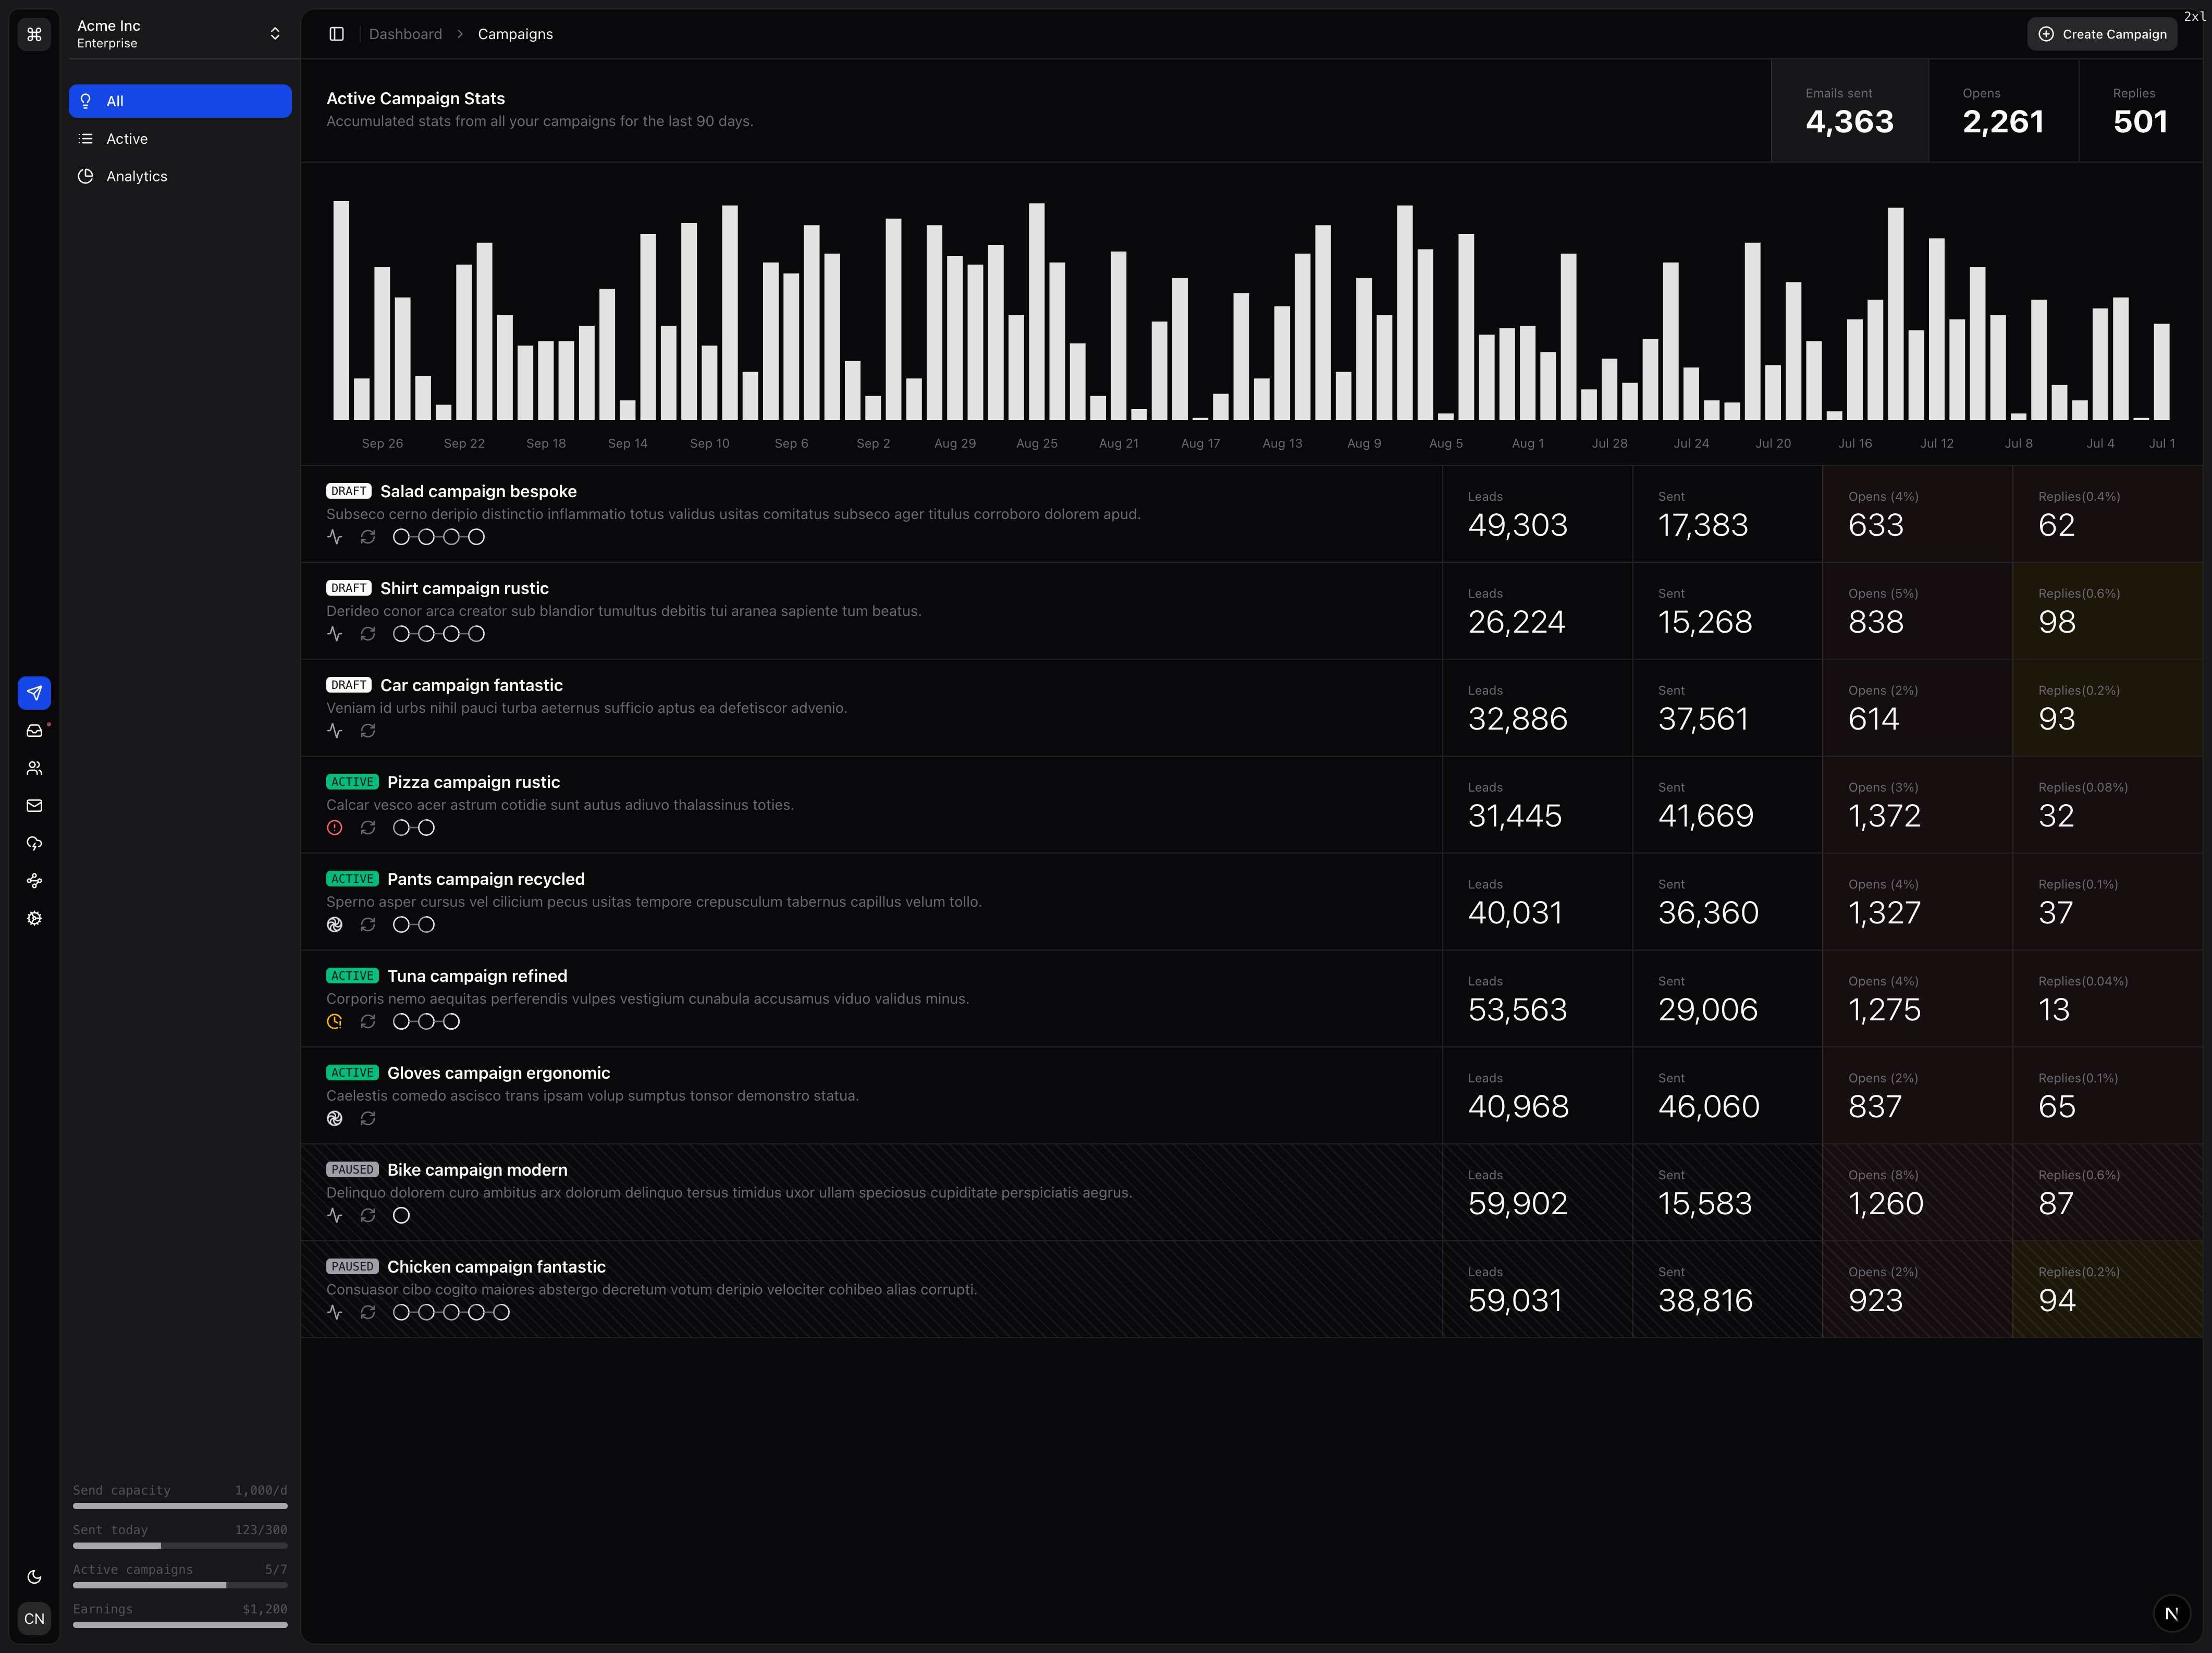 2xl
Acme Inc
Enterprise
Dashboard
Campaigns
Create Campaign
All
Active
Analytics
Active Campaign Stats
Accumulated stats from all your campaigns for the last 90 days.
Emails sent
4,363
Opens
2,261
Replies
501
Sep 26 Sep 22 Sep 18 Sep 14 Sep 10 Sep 6 Sep 2 Aug 29 Aug 25 Aug 21 Aug 17 Aug 13 Aug 9 Aug 5 Aug 1 Jul 28 Jul 24 Jul 20 Jul 16 Jul 12 Jul 8 Jul 4 Jul 1
DRAFT Salad campaign bespoke
Subseco cerno deripio distinctio inflammatio totus validus usitas comitatus subseco ager titulus corroboro dolorem apud.
Leads
49,303
Sent
17,383
Opens (4%)
633
Replies(0.4%)
62
DRAFT Shirt campaign rustic
Derideo conor arca creator sub blandior tumultus debitis tui aranea sapiente tum beatus.
Leads
26,224
Sent
15,268
Opens (5%)
838
Replies(0.6%)
98
DRAFT Car campaign fantastic
Veniam id urbs nihil pauci turba aeternus sufficio aptus ea defetiscor advenio.
Leads
32,886
Sent
37,561
Opens (2%)
614
Replies(0.2%)
93
ACTIVE Pizza campaign rustic
Calcar vesco acer astrum cotidie sunt autus adiuvo thalassinus toties.
Leads
31,445
Sent
41,669
Opens (3%)
1,372
Replies(0.08%)
32
ACTIVE Pants campaign recycled
Sperno asper cursus vel cilicium pecus usitas tempore crepusculum tabernus capillus velum tollo.
Leads
40,031
Sent
36,360
Opens (4%)
1,327
Replies(0.1%)
37
ACTIVE Tuna campaign refined
Corporis nemo aequitas perferendis vulpes vestigium cunabula accusamus viduo validus minus.
Leads
53,563
Sent
29,006
Opens (4%)
1,275
Replies(0.04%)
13
ACTIVE Gloves campaign ergonomic
Caelestis comedo ascisco trans ipsam volup sumptus tonsor demonstro statua.
Leads
40,968
Sent
46,060
Opens (2%)
837
Replies(0.1%)
65
PAUSED Bike campaign modern
Delinquo dolorem curo ambitus arx dolorum delinquo tersus timidus uxor ullam speciosus cupiditate perspiciatis aegrus.
Leads
59,902
Sent
15,583
Opens (8%)
1,260
Replies(0.6%)
87
PAUSED Chicken campaign fantastic
Consuasor cibo cogito maiores abstergo decretum votum deripio velociter cohibeo alias corrupti.
Leads
59,031
Sent
38,816
Opens (2%)
923
Replies(0.2%)
94
Send capacity 1,000/d
Sent today 123/300
Active campaigns 5/7
Earnings $1,200
CN
N